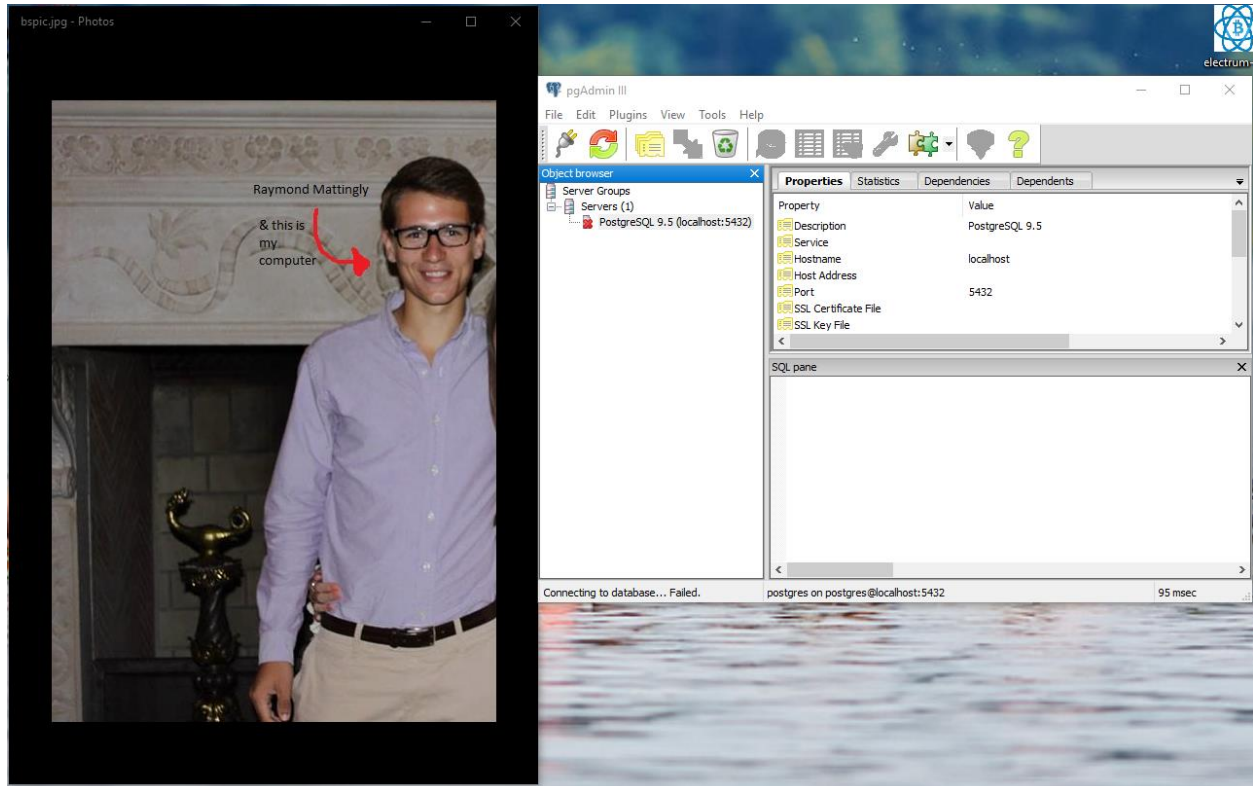 bspic.jpg - Photos
Raymond Mattingly
& this is
my
computer
electrum-
pgAdmin III
File Edit Plugins View Tools Help
Object browser
Server Groups
Servers (1)
PostgreSQL 9.5 (localhost:5432)
Properties Statistics Dependencies Dependents
Property Value
Description PostgreSQL 9.5
Service
Hostname localhost
Host Address
Port 5432
SSL Certificate File
SSL Key File
SQL pane
Connecting to database... Failed. postgres on postgres@localhost:5432 95 msec